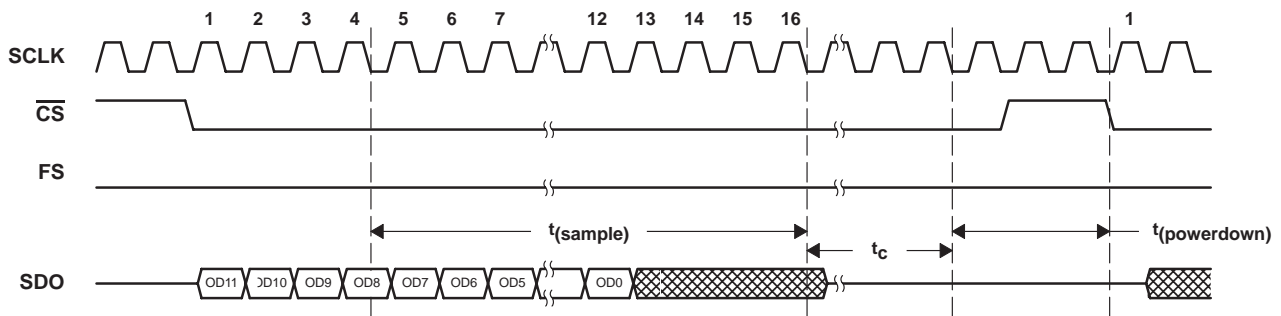 1 2 3 4 5 6 7 12 13 14 15 16 1
SCLK
CS
FS
t(sample) t(powerdown)
tc
SDO OD11 OD10 OD9 OD8 OD7 OD6 OD5 OD0